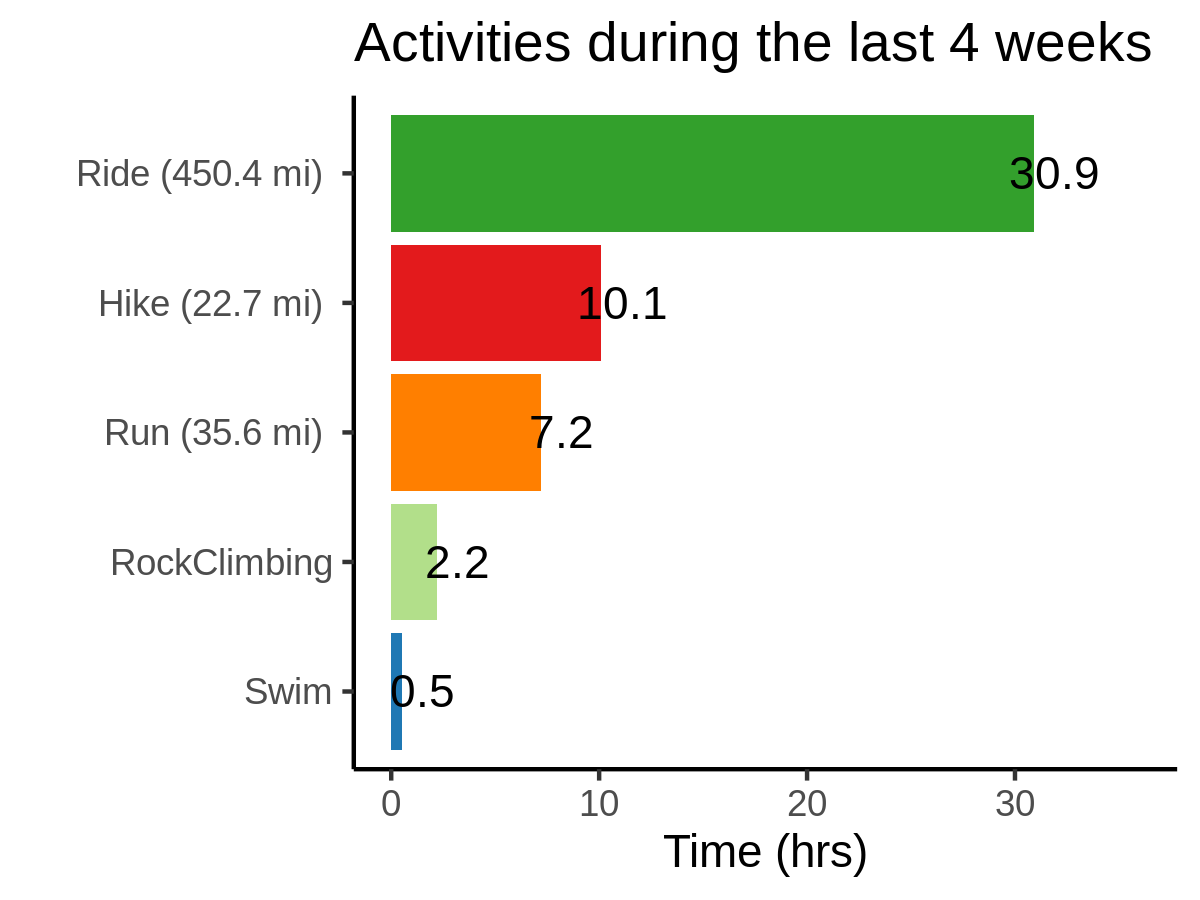 Activities during the last 4 weeks
Ride (450.4 mi) 30.9
Hike (22.7 mi) 10.1
Run (35.6 mi) 7.2
RockClimbing 2.2
Swim 0.5
0 10 20 30
Time (hrs)